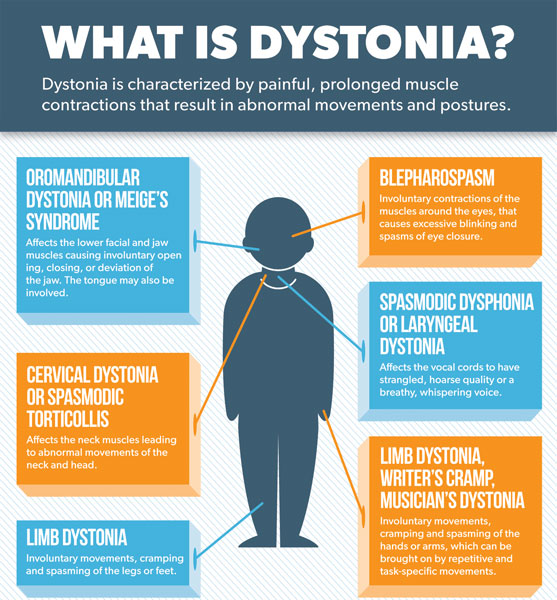 WHAT IS DYSTONIA?
Dystonia is characterized by painful, prolonged muscle
contractions that result in abnormal movements and postures.
OROMANDIBULAR
DYSTONIA OR MEIGE'S
SYNDROME
Affects the lower facial and jaw
muscles causing involuntary open
ing, closing, or deviation of
the jaw. The tongue may also be
involved.
BLEPHAROSPASM
Involuntary contractions of the
muscles around the eyes, that
causes excessive blinking and
spasms of eye closure.
SPASMODIC DYSPHONIA
OR LARYNGEAL
DYSTONIA
Affects the vocal cords to have
strangled, hoarse quality or a
breathy, whispering voice.
CERVICAL DYSTONIA
OR SPASMODIC
TORTICOLLIS
Affects the neck muscles leading
to abnormal movements of the
neck and head.
LIMB DYSTONIA,
WRITER'S CRAMP,
MUSICIAN'S DYSTONIA
Involuntary movements,
cramping and spasming of the
hands or arms, which can be
brought on by repetitive and
task-specific movements.
LIMB DYSTONIA
Involuntary movements, cramping
and spasming of the legs or feet.